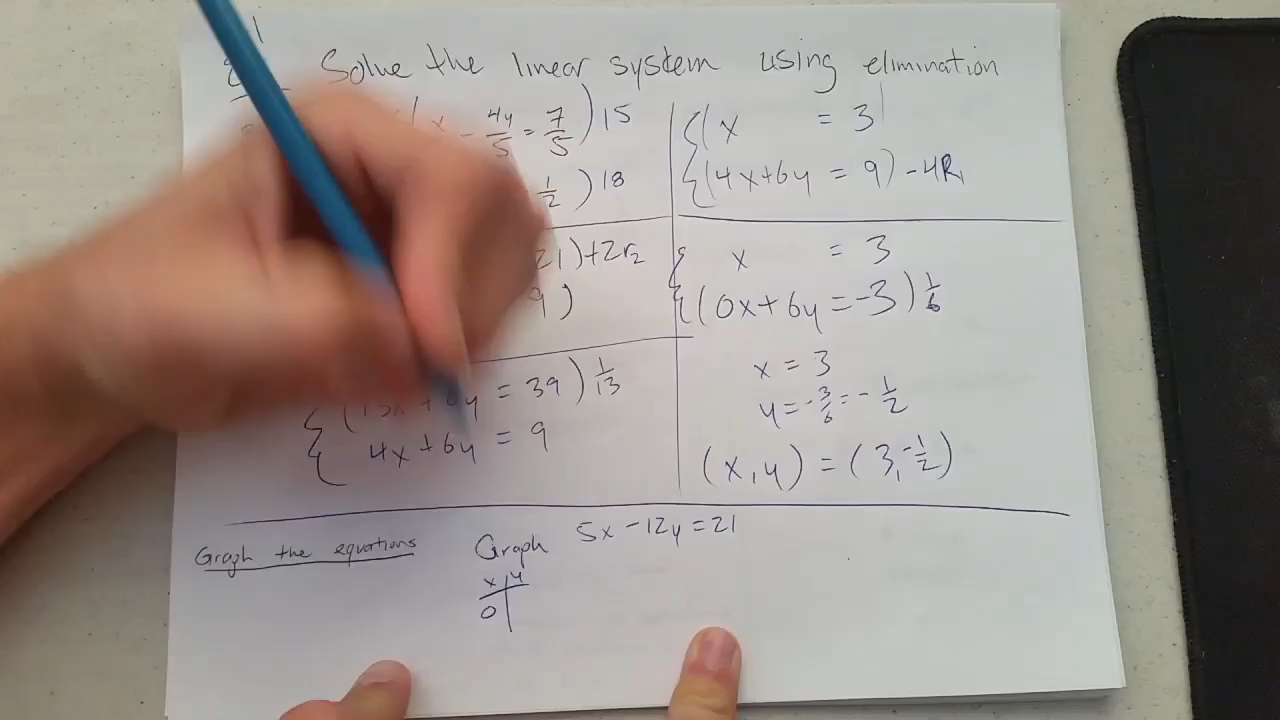 1
Solve the linear system using elimination
x - 4y/5 = 7/5 ) 15
1/2 ) 18
21 ) + 2r₂
9 )
= 39 ) 1/13
4x + 6y = 9
{ ( x = 3
{ ( 4x + 6y = 9 ) - 4R₁
{ x = 3
{ ( 0x + 6y = -3 ) 1/6
x = 3
y = -3/6 = -1/2
(x, y) = (3, -1/2)
Graph the equations
Graph 5x - 12y = 21
x | y
0 |